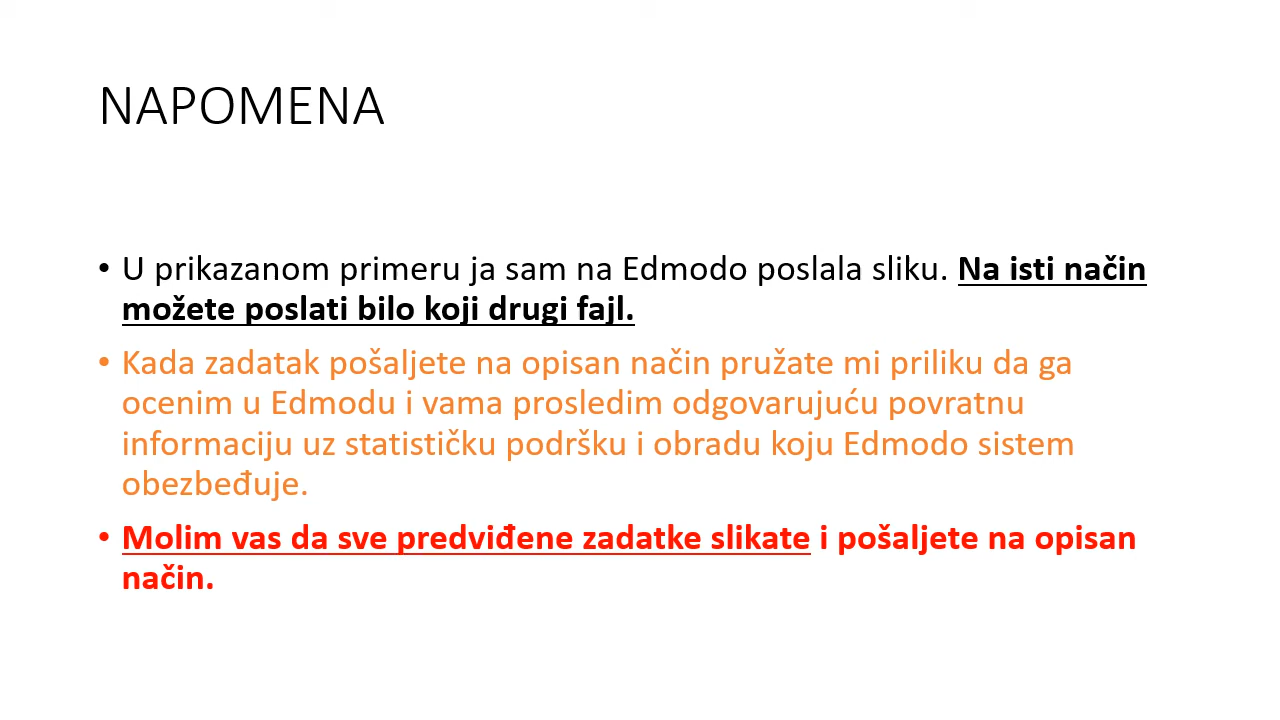 NAPOMENA
• U prikazanom primeru ja sam na Edmodo poslala sliku. Na isti način
možete poslati bilo koji drugi fajl.
• Kada zadatak pošaljete na opisan način pružate mi priliku da ga
ocenim u Edmodu i vama prosledim odgovarujuću povratnu
informaciju uz statističku podršku i obradu koju Edmodo sistem
obezbeđuje.
• Molim vas da sve predviđene zadatke slikate i pošaljete na opisan
način.